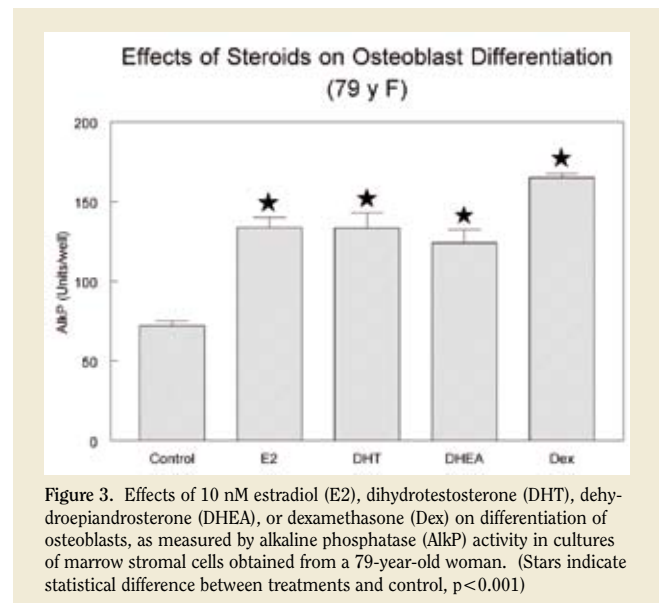 Effects of Steroids on Osteoblast Differentiation
(79 y F)
200
150
100
50
0
AlkP (Units/well)
Control
E2
DHT
DHEA
Dex
Figure 3. Effects of 10 nM estradiol (E2), dihydrotestosterone (DHT), dehy-
droepiandrosterone (DHEA), or dexamethasone (Dex) on differentiation of
osteoblasts, as measured by alkaline phosphatase (AlkP) activity in cultures
of marrow stromal cells obtained from a 79-year-old woman. (Stars indicate
statistical difference between treatments and control, p<0.001)